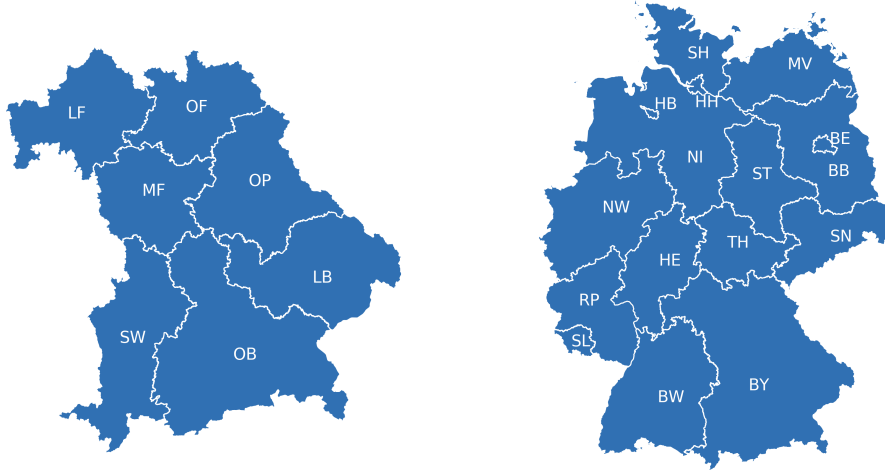 LF
OF
MF
OP
LB
SW
OB
SH
MV
HB
HH
BE
NI
ST
BB
NW
TH
SN
HE
RP
SL
BW
BY